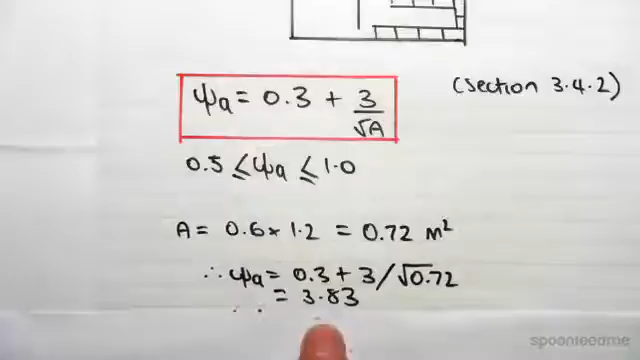 ψa = 0.3 + 3/√A
(Section 3.4.2)
0.5 ≤ ψa ≤ 1.0
A = 0.6 × 1.2 = 0.72 m²
∴ ψa = 0.3 + 3/√0.72
= 3.83
spoonfeedme